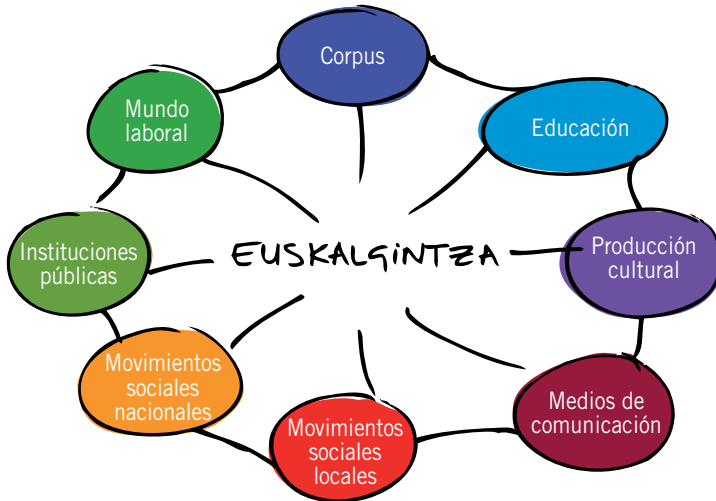 Corpus
Mundo
laboral
Educación
Instituciones
públicas
EUSKALGiNTZA
Producción
cultural
Movimientos
sociales
nacionales
Medios de
comunicación
Movimientos
sociales
locales